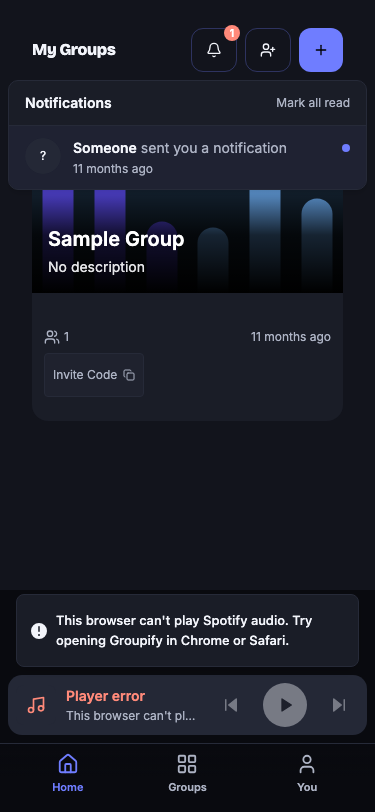 My Groups
1
Notifications
Mark all read
?
Someone sent you a notification
11 months ago
Sample Group
No description
1
11 months ago
Invite Code
This browser can't play Spotify audio. Try
opening Groupify in Chrome or Safari.
Player error
This browser can't pl...
Home
Groups
You